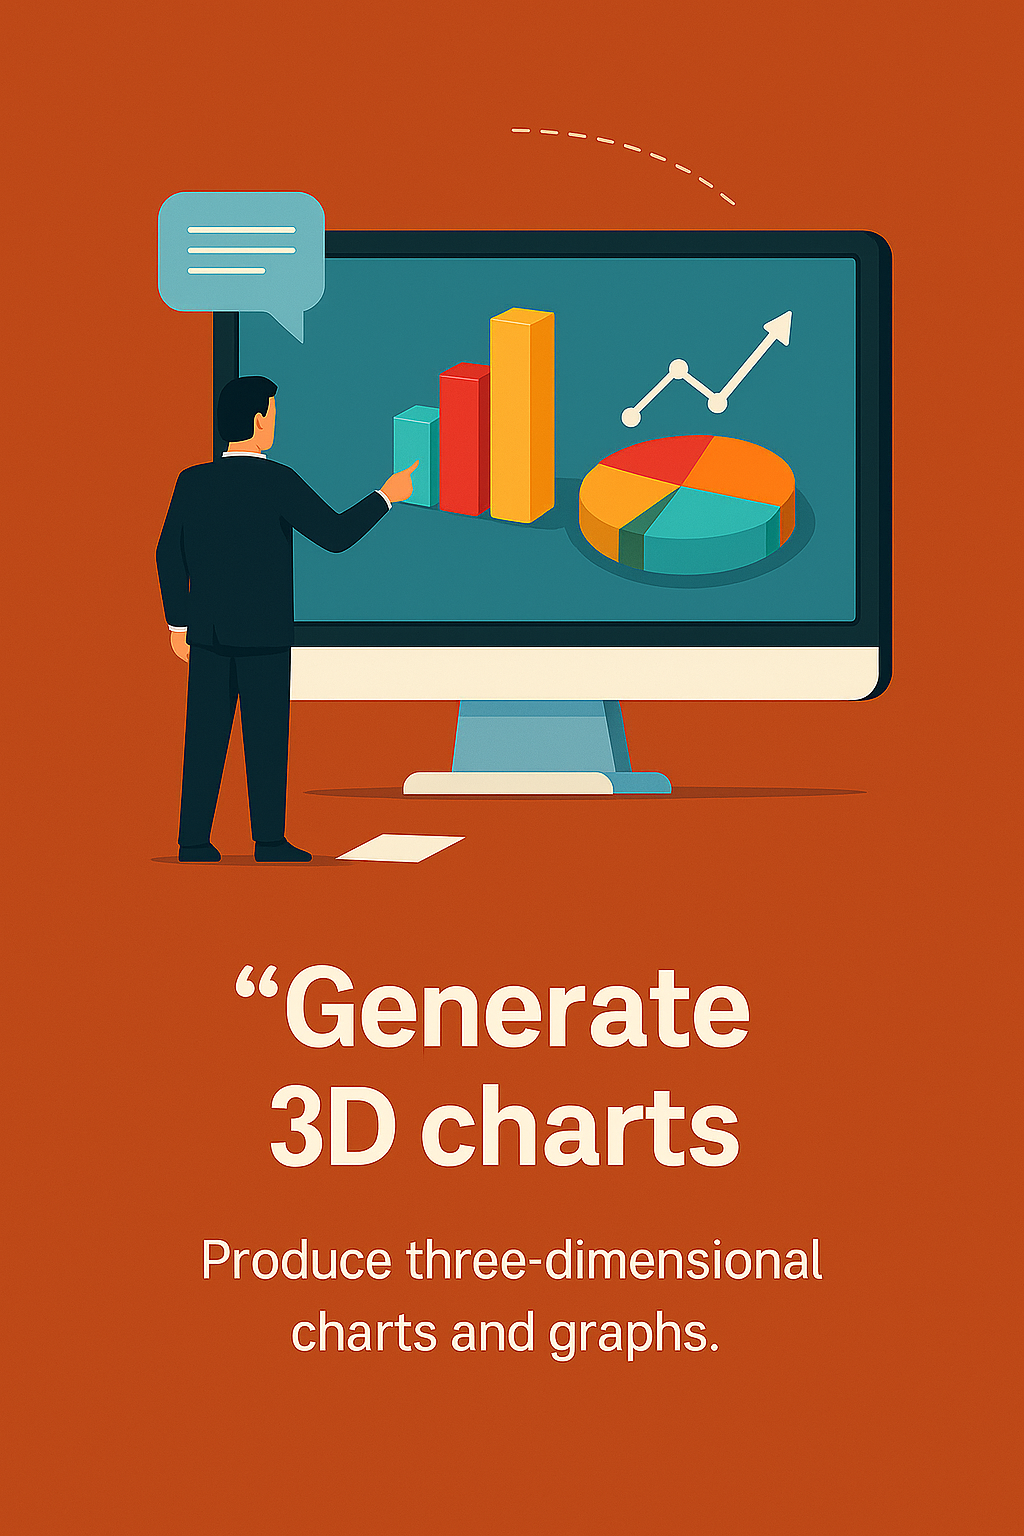 “Generate
3D charts
Produce three-dimensional
charts and graphs.